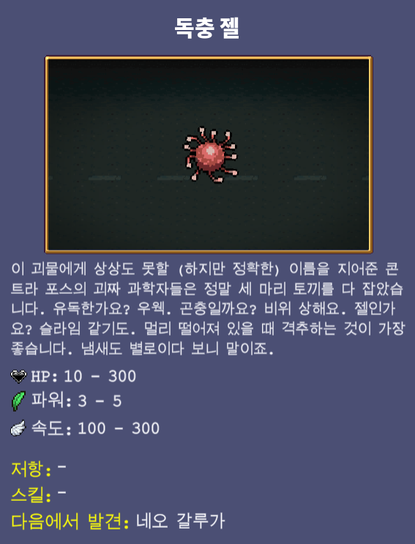 독충 젤
이 괴물에게 상상도 못할 (하지만 정확한) 이름을 지어준 콘
트라 포스의 괴짜 과학자들은 정말 세 마리 토끼를 다 잡았습
니다. 유독한가요? 우웩. 곤충일까요? 비위 상해요. 젤인가
요? 슬라임 같기도. 멀리 떨어져 있을 때 격추하는 것이 가장
좋습니다. 냄새도 별로이다 보니 말이죠.
HP: 10 - 300
파워: 3 - 5
속도: 100 - 300
저항: -
스킬: -
다음에서 발견: 네오 갈루가